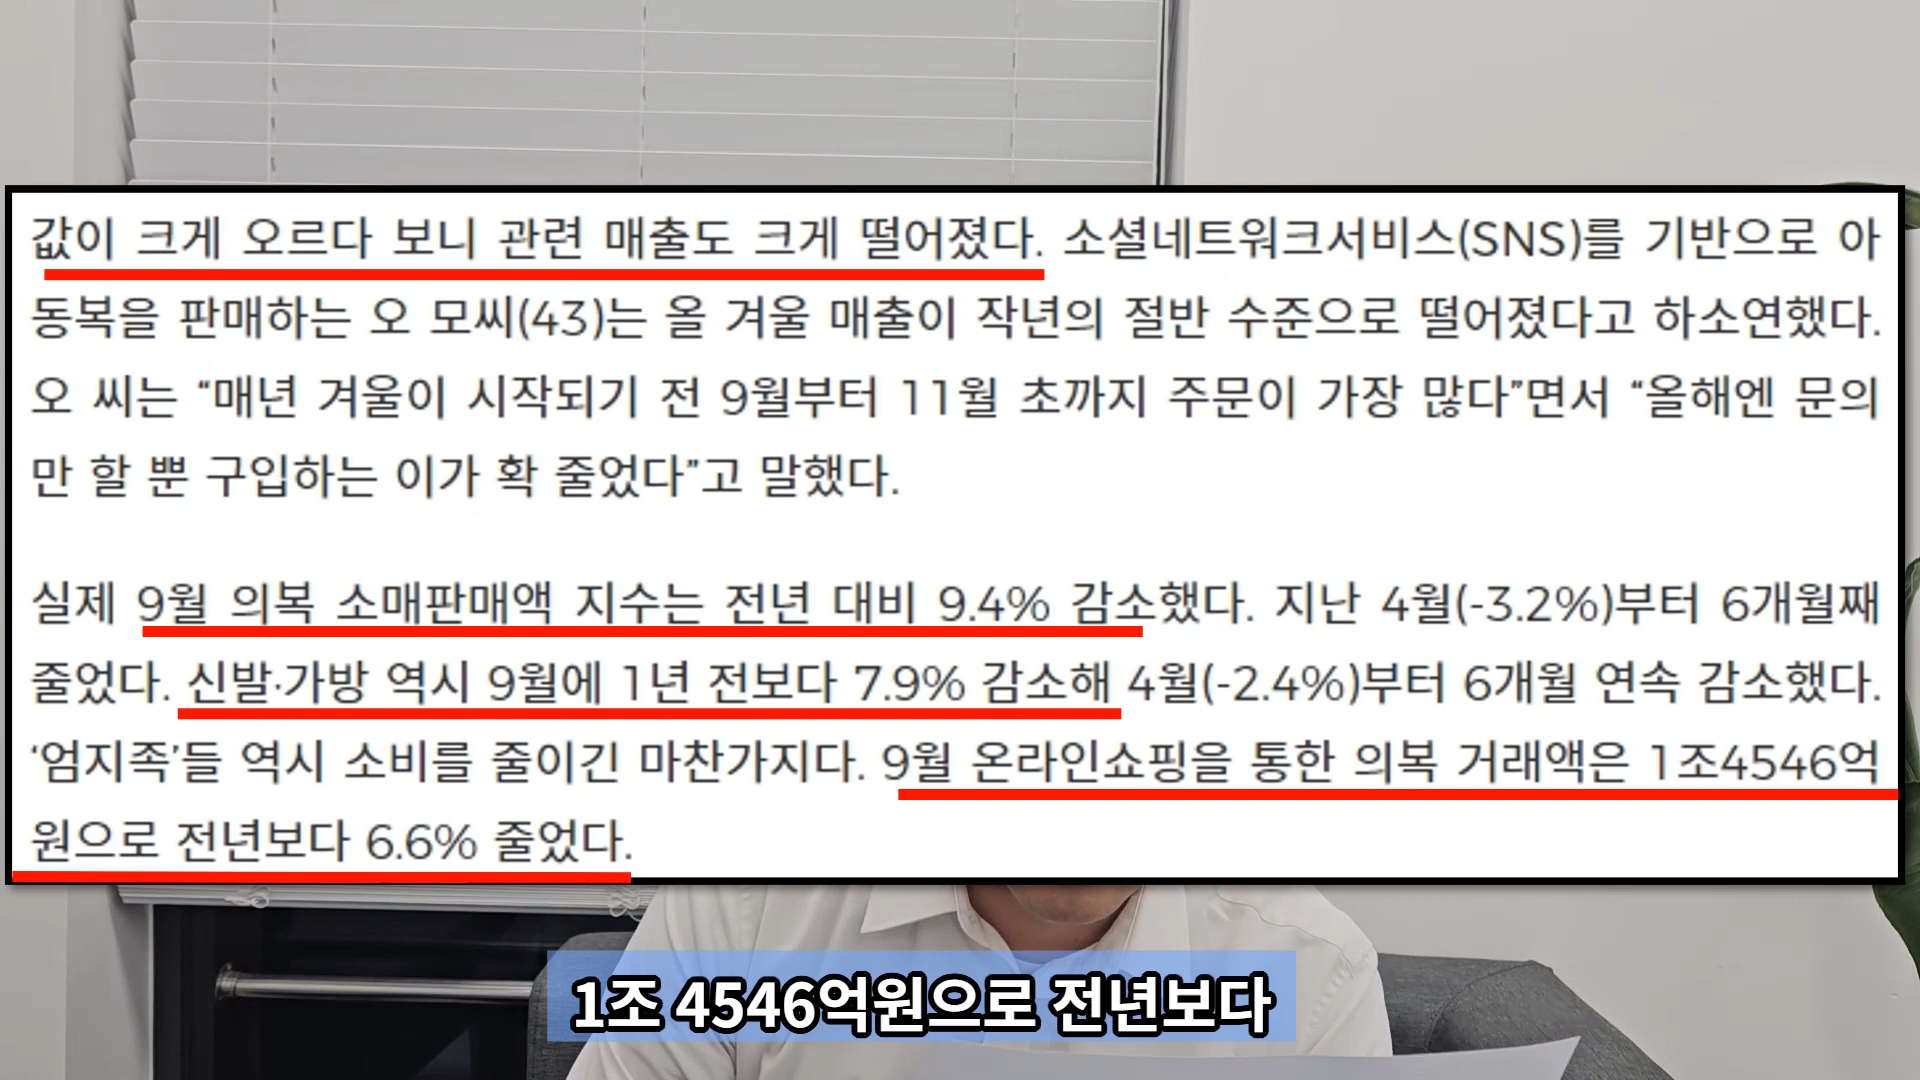 값이 크게 오르다 보니 관련 매출도 크게 떨어졌다. 소셜네트워크서비스(SNS)를 기반으로 아
동복을 판매하는 오 모씨(43)는 올 겨울 매출이 작년의 절반 수준으로 떨어졌다고 하소연했다.
오 씨는 “매년 겨울이 시작되기 전 9월부터 11월 초까지 주문이 가장 많다”면서 “올해엔 문의
만 할 뿐 구입하는 이가 확 줄었다”고 말했다.
실제 9월 의복 소매판매액 지수는 전년 대비 9.4% 감소했다. 지난 4월(-3.2%)부터 6개월째
줄었다. 신발·가방 역시 9월에 1년 전보다 7.9% 감소해 4월(-2.4%)부터 6개월 연속 감소했다.
‘엄지족’들 역시 소비를 줄이긴 마찬가지다. 9월 온라인쇼핑을 통한 의복 거래액은 1조4546억
원으로 전년보다 6.6% 줄었다.
1조 4546억원으로 전년보다